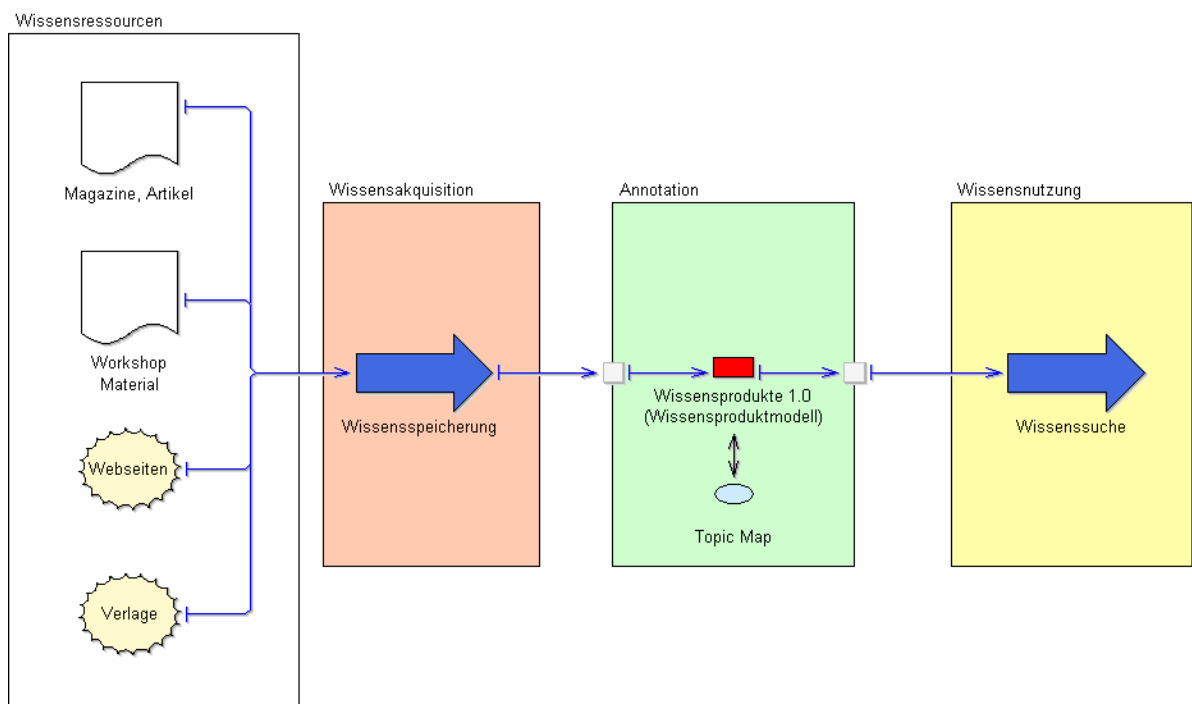 Wissensressourcen
Magazine, Artikel
Workshop
Material
Webseiten
Verlage
Wissensakquisition
Wissensspeicherung
Annotation
Wissensprodukte 1.0
(Wissensproduktmodell)
Topic Map
Wissensnutzung
Wissenssuche